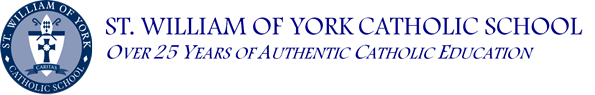 ST. WILLIAM OF YORK
CARITAS
CATHOLIC SCHOOL
ST. WILLIAM OF YORK CATHOLIC SCHOOL
OVER 25 YEARS OF AUTHENTIC CATHOLIC EDUCATION